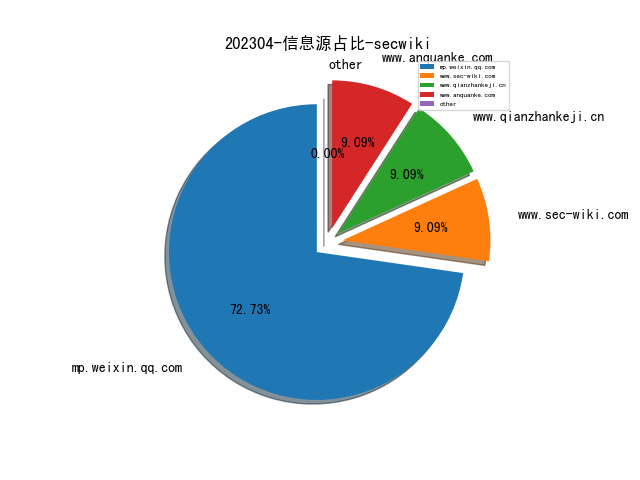 202304-信息源占比-secwiki
other
www.anquanke.com
mp.weixin.qq.com
www.sec-wiki.com
www.qianzhankeji.cn
www.anquanke.com
other
www.qianzhankeji.cn
9.09%
0.00%
9.09%
www.sec-wiki.com
9.09%
72.73%
mp.weixin.qq.com